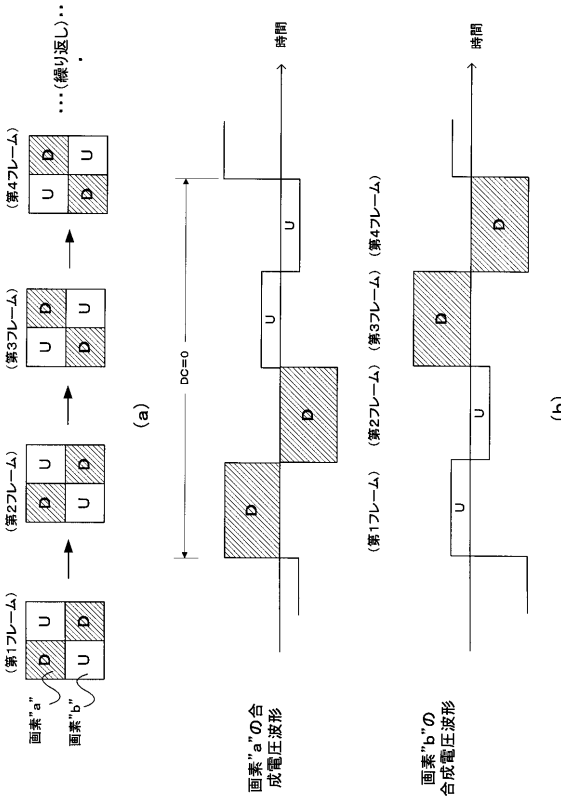 (第1フレーム) (第2フレーム) (第3フレーム) (第4フレーム)
画素"a"
画素"b"
D U
U D
D U
U D
U D
D U
U D
D U
・・・(繰り返し)・・・
(a)
画素"a"の合
成電圧波形
DC=0
D
D
U
U
時間
(第1フレーム) (第2フレーム) (第3フレーム) (第4フレーム)
画素"b"の
合成電圧波形
U
U
D
D
時間
(b)